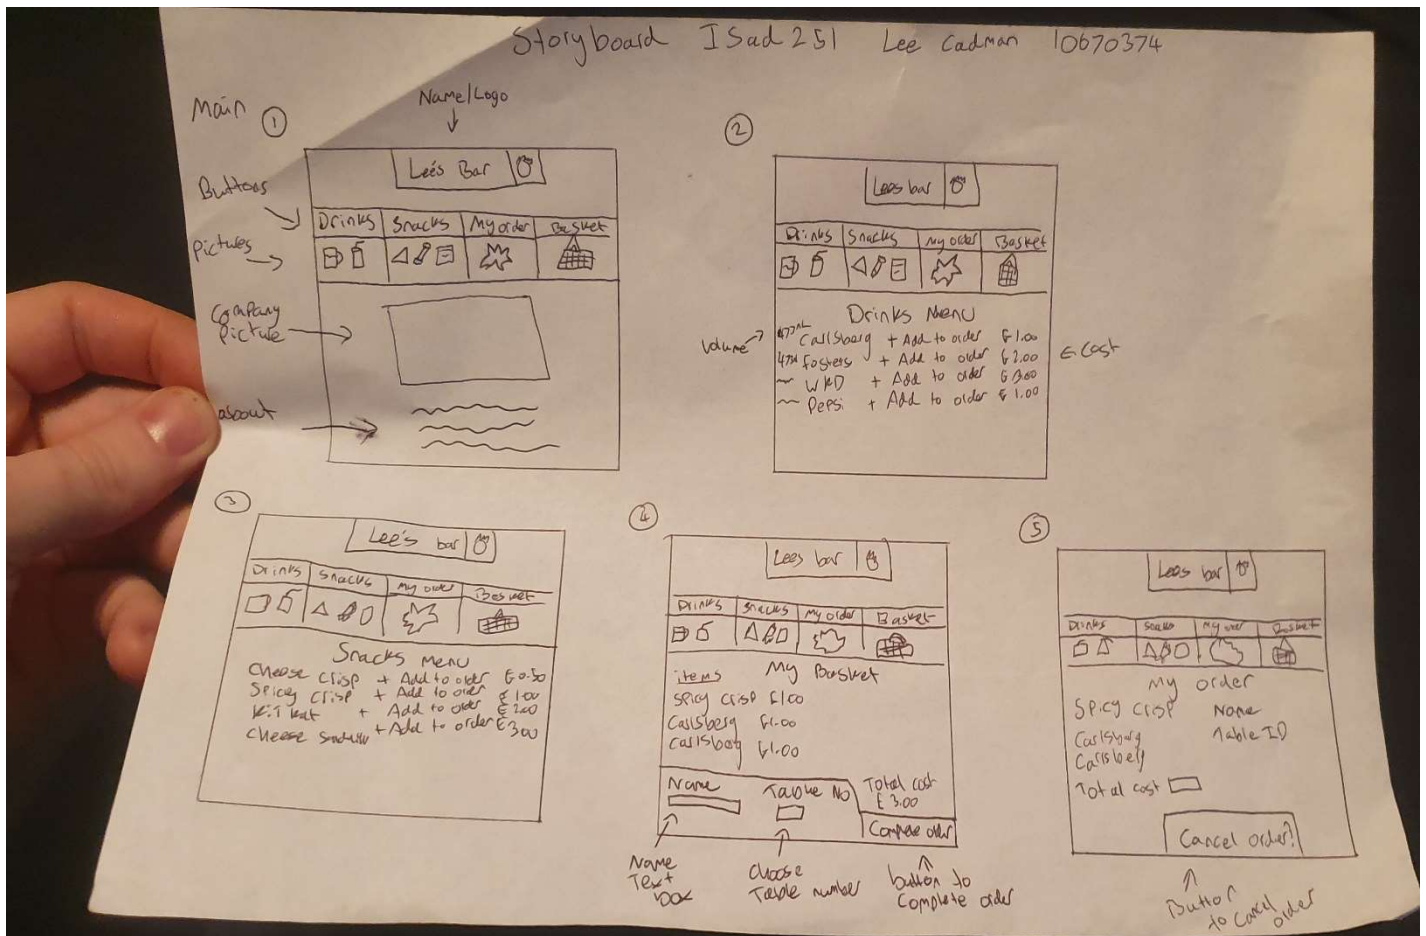 Storyboard ISad251 Lee Cadman 10670374
Main ①
Name/Logo
Buttons
Pictures
Company
Picture
about
Lee's Bar
Drinks Snacks My order Basket
②
Lees bar
Drinks Snacks my order Basket
Drinks Menu
Volume
Carlsberg + Add to order £1.00
Fosters + Add to order £2.00
WKD + Add to order £3.00
Pepsi + Add to order £1.00
← Cost
③
Lee's bar
Drinks Snacks my order Basket
Snacks Menu
Cheese Crisp + Add to order £0.50
Spicy Crisp + Add to order £1.00
KitKat + Add to order £2.00
Cheese + Add to order £3.00
④
Lees bar
Drinks Snacks My order Basket
items My Basket
Spicy Crisp £1.00
Carlsberg £1.00
Carlsberg £1.00
Name Table No Total cost
£3.00
Complete order
Name
Text
box
Choose
Table number
button to
Complete order
⑤
Lees bar
Drinks Snacks My order Basket
My order
Spicy Crisp Name
Carlsberg Table ID
Carlsberg
Total cost
Cancel order?
Button
to cancel
order